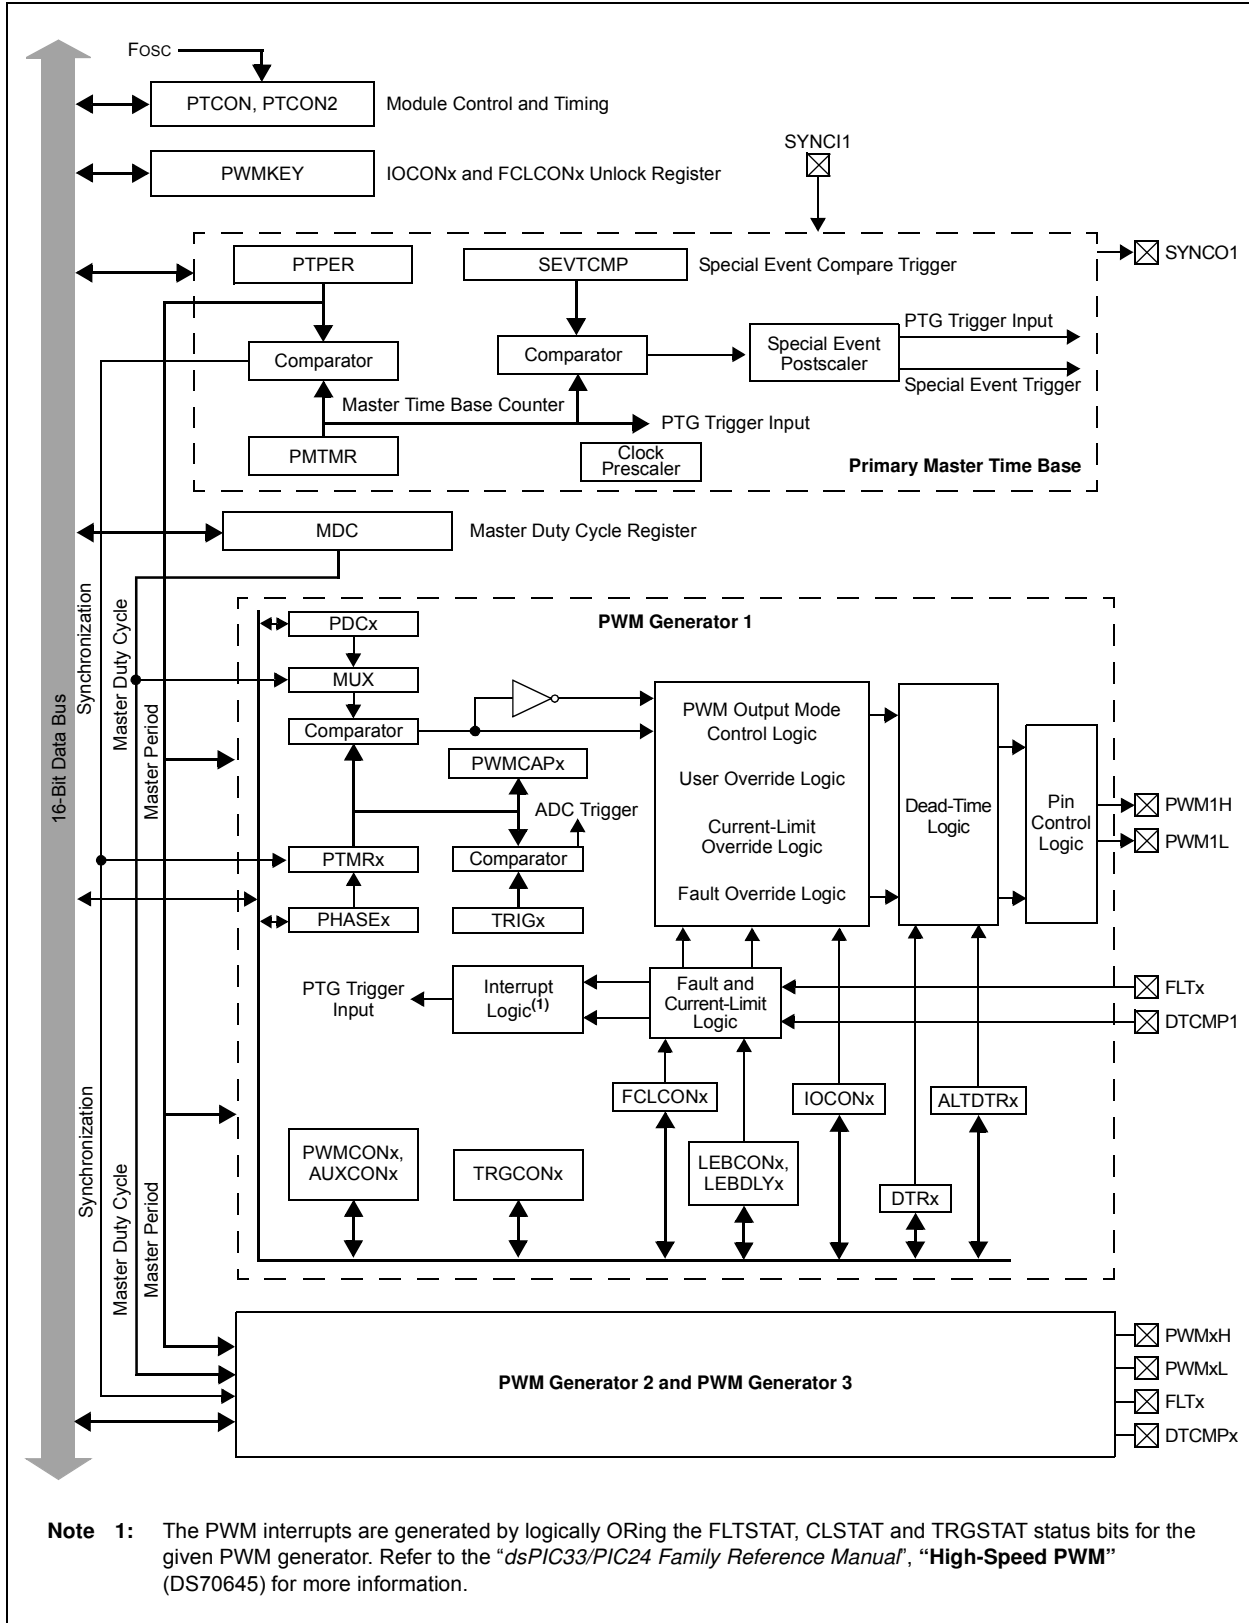 FOSC
PTCON, PTCON2
Module Control and Timing
SYNCI1
PWMKEY
IOCONx and FCLCONx Unlock Register
PTPER
SEVTCMP
Special Event Compare Trigger
SYNCO1
PTG Trigger Input
Comparator
Comparator
Special Event
Postscaler
Special Event Trigger
Master Time Base Counter
PTG Trigger Input
PMTMR
Clock
Prescaler
Primary Master Time Base
MDC
Master Duty Cycle Register
16-Bit Data Bus
Synchronization
Master Duty Cycle
Master Period
PDCx
PWM Generator 1
MUX
Comparator
PWM Output Mode
Control Logic
PWMCAPx
User Override Logic
ADC Trigger
Dead-Time
Logic
Pin
Control
Logic
PWM1H
PWM1L
Current-Limit
Override Logic
PTMRx
Comparator
Fault Override Logic
PHASEx
TRIGx
PTG Trigger
Input
Interrupt
Logic(1)
Fault and
Current-Limit
Logic
FLTx
DTCMP1
FCLCONx
IOCONx
ALTDTRx
Synchronization
Master Duty Cycle
Master Period
PWMCONx,
AUXCONx
TRGCONx
LEBCONx,
LEBDLYx
DTRx
PWM Generator 2 and PWM Generator 3
PWMxH
PWMxL
FLTx
DTCMPx
Note 1: The PWM interrupts are generated by logically ORing the FLTSTAT, CLSTAT and TRGSTAT status bits for the
given PWM generator. Refer to the “dsPIC33/PIC24 Family Reference Manual”, “High-Speed PWM”
(DS70645) for more information.